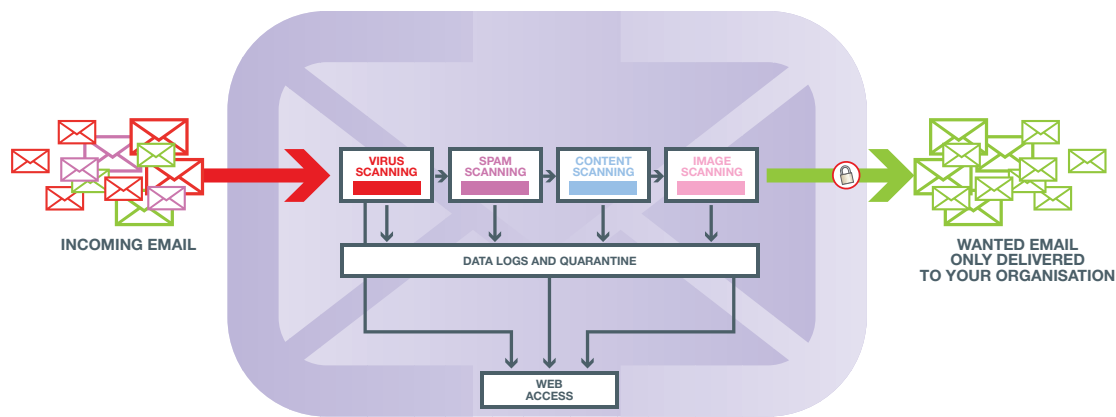 VIRUS
SCANNING
SPAM
SCANNING
CONTENT
SCANNING
IMAGE
SCANNING
INCOMING EMAIL
WANTED EMAIL
ONLY DELIVERED
TO YOUR ORGANISATION
DATA LOGS AND QUARANTINE
WEB
ACCESS